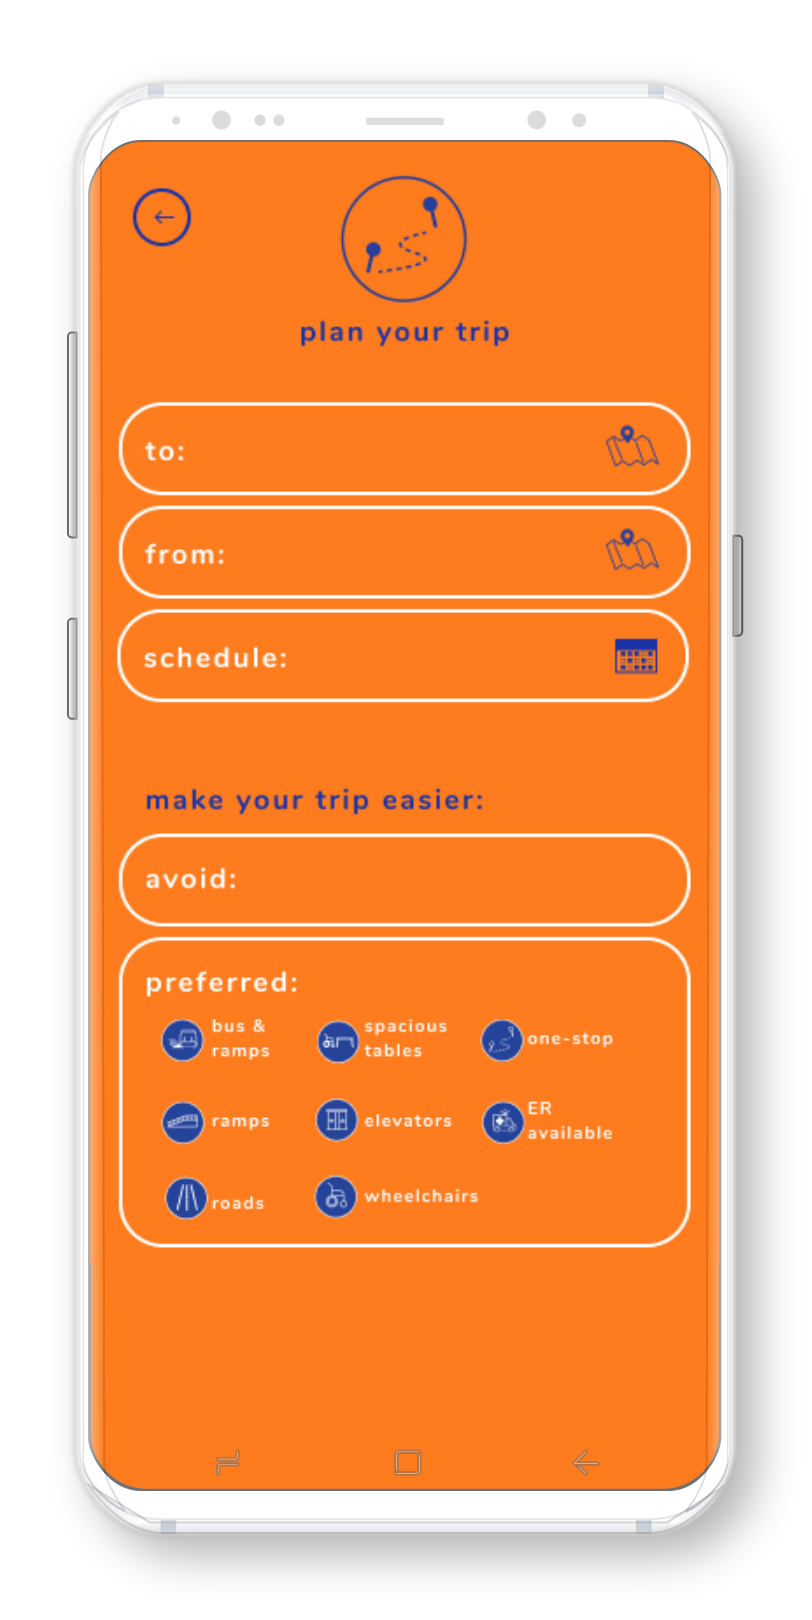 plan your trip
to:
from:
schedule:
make your trip easier:
avoid:
preferred:
bus &
ramps
spacious
tables
one-stop
ramps
elevators
ER
available
roads
wheelchairs